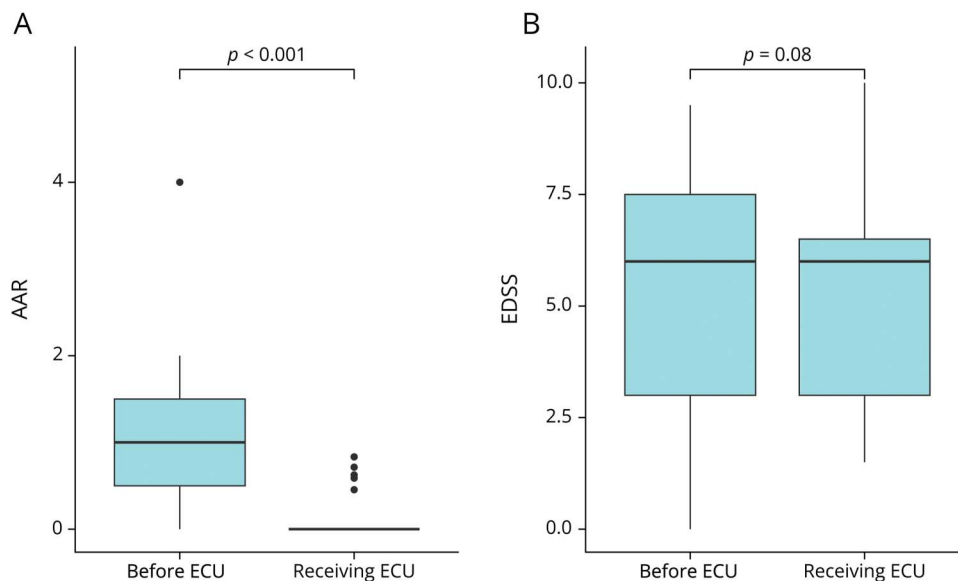 A
p < 0.001
4
2
0
AAR
Before ECU
Receiving ECU
B
p = 0.08
10.0
7.5
5.0
2.5
0.0
EDSS
Before ECU
Receiving ECU